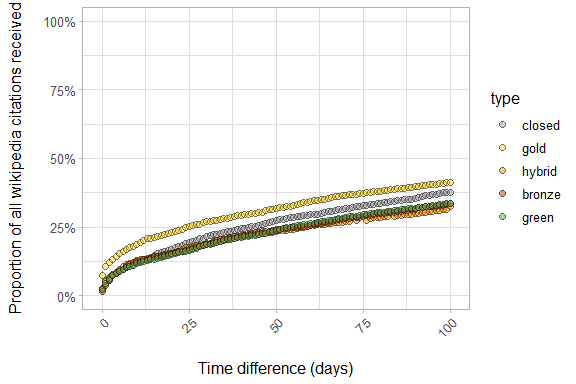 Proportion of all wikipedia citations received
100%
75%
50%
25%
0%
0
25
50
75
100
Time difference (days)
type
closed
gold
hybrid
bronze
green